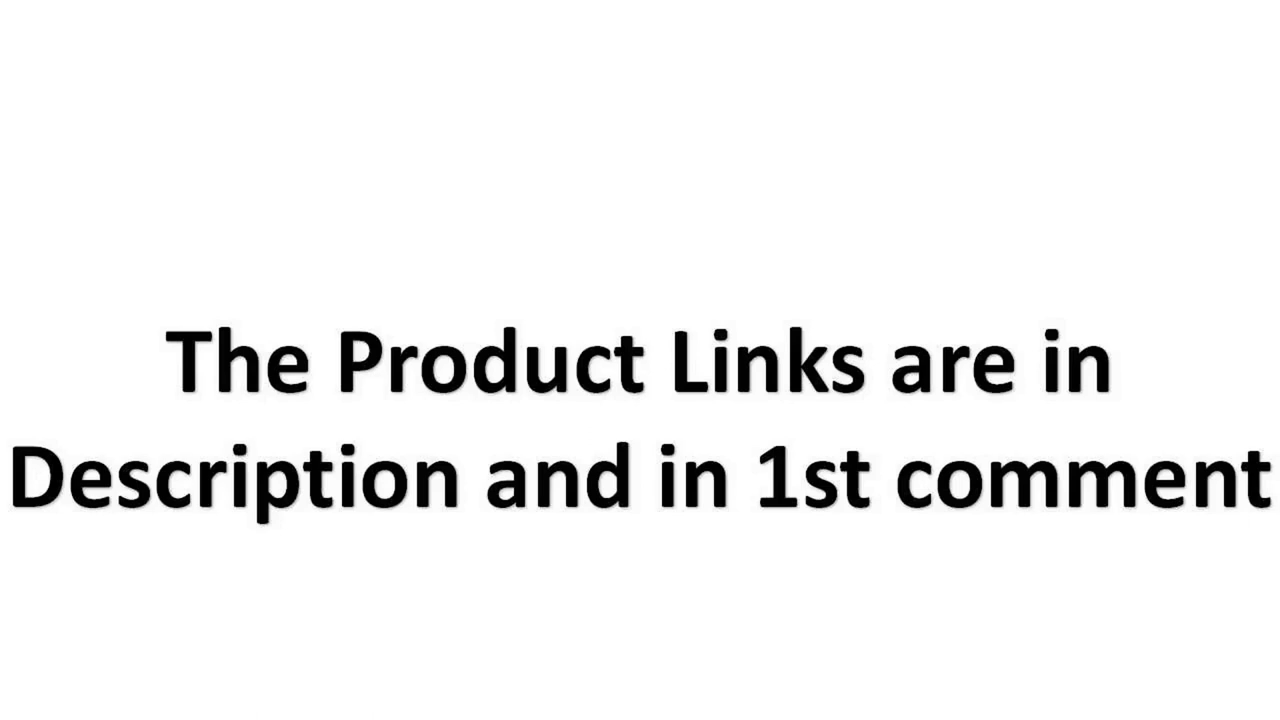 The Product Links are in
Description and in 1st comment